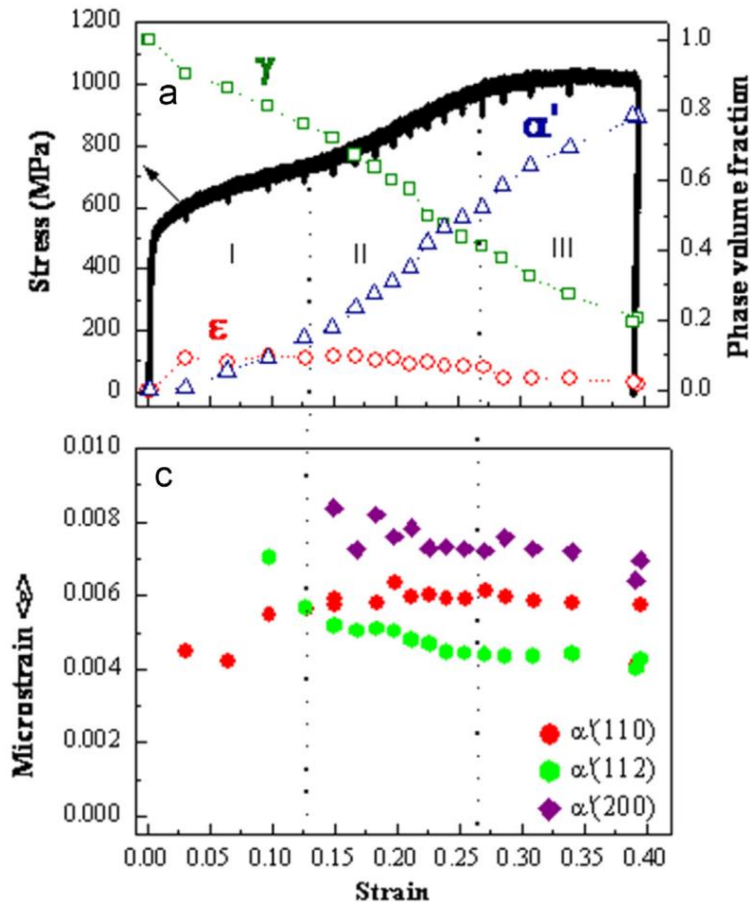 1200
1000
800
600
400
200
0
Stress (MPa)
a
γ
α'
ε
I
II
III
1.0
0.8
0.6
0.4
0.2
0.0
Phase volume fraction
0.010
0.008
0.006
0.004
0.002
0.000
Microstrain <ε>
c
α'(110)
α'(112)
α'(200)
0.00 0.05 0.10 0.15 0.20 0.25 0.30 0.35 0.40
Strain